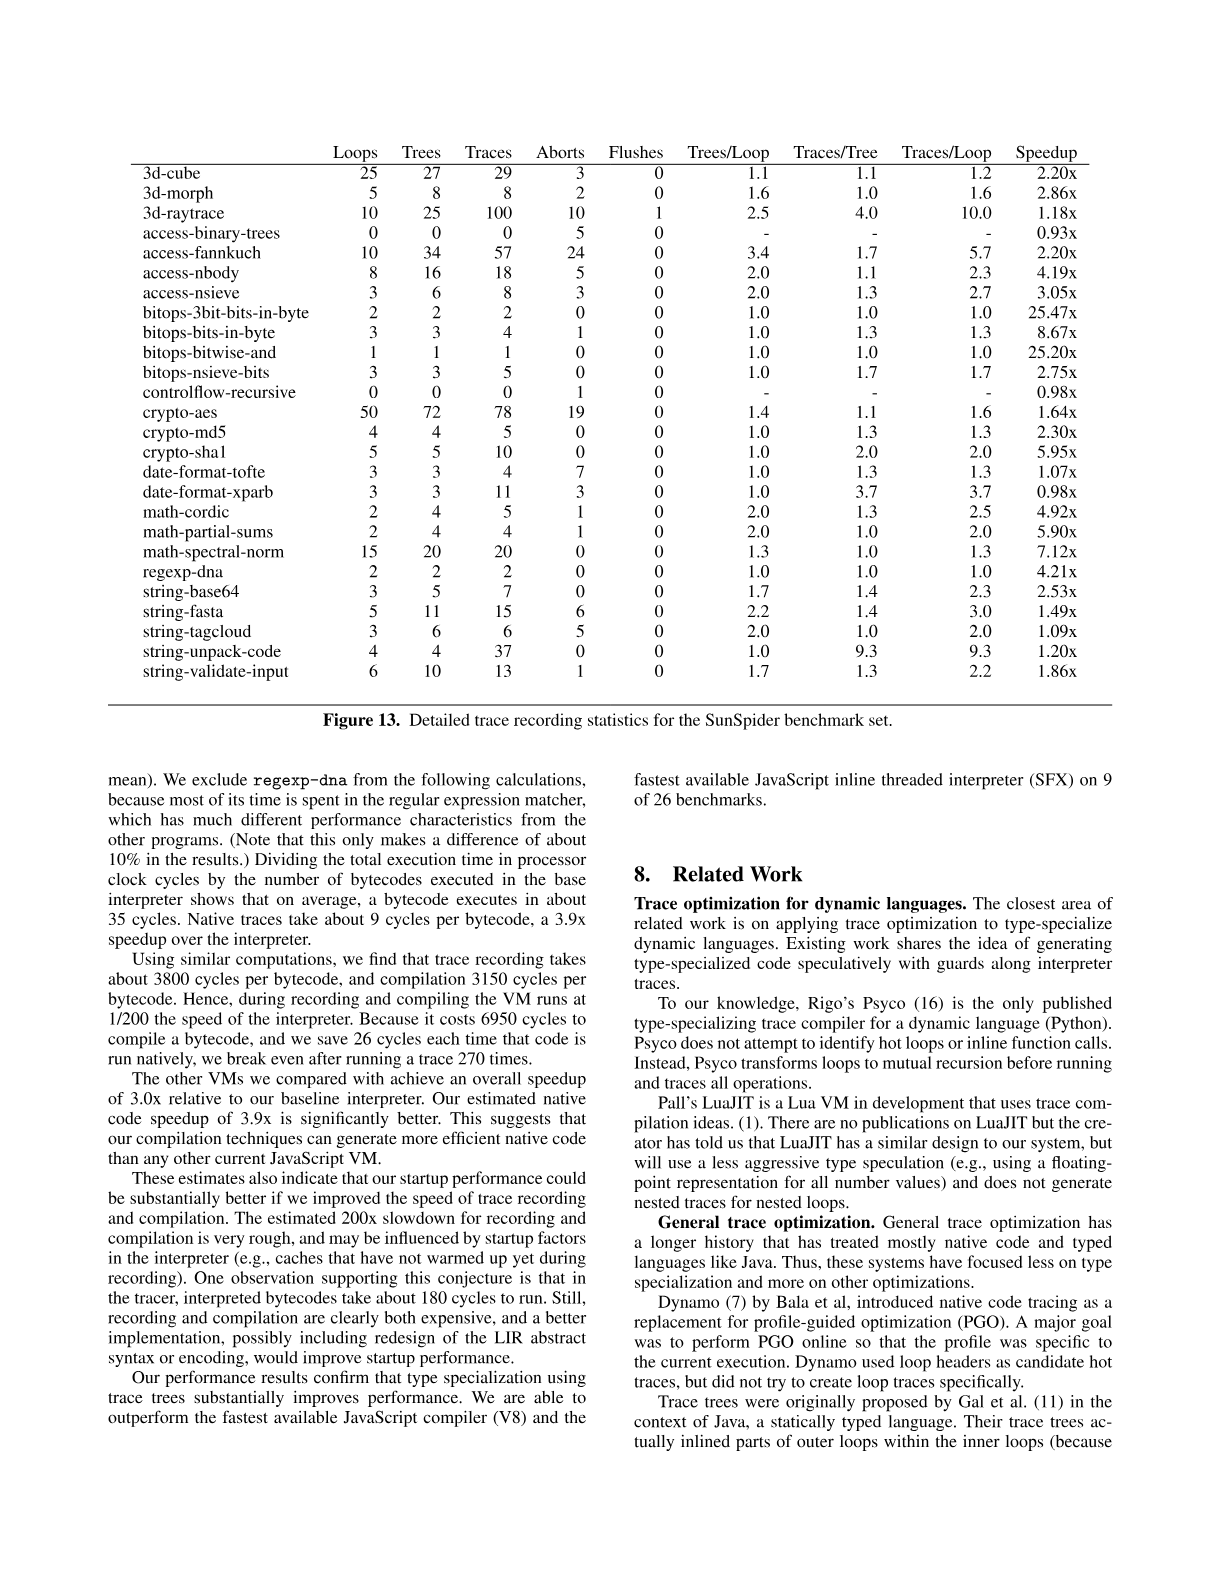 Loops Trees Traces Aborts Flushes Trees/Loop Traces/Tree Traces/Loop Speedup
3d-cube 25 27 29 3 0 1.1 1.1 1.2 2.20x
3d-morph 5 8 8 2 0 1.6 1.0 1.6 2.86x
3d-raytrace 10 25 100 10 1 2.5 4.0 10.0 1.18x
access-binary-trees 0 0 0 5 0 - - - 0.93x
access-fannkuch 10 34 57 24 0 3.4 1.7 5.7 2.20x
access-nbody 8 16 18 5 0 2.0 1.1 2.3 4.19x
access-nsieve 3 6 8 3 0 2.0 1.3 2.7 3.05x
bitops-3bit-bits-in-byte 2 2 2 0 0 1.0 1.0 1.0 25.47x
bitops-bits-in-byte 3 3 4 1 0 1.0 1.3 1.3 8.67x
bitops-bitwise-and 1 1 1 0 0 1.0 1.0 1.0 25.20x
bitops-nsieve-bits 3 3 5 0 0 1.0 1.7 1.7 2.75x
controlflow-recursive 0 0 0 1 0 - - - 0.98x
crypto-aes 50 72 78 19 0 1.4 1.1 1.6 1.64x
crypto-md5 4 4 5 0 0 1.0 1.3 1.3 2.30x
crypto-sha1 5 5 10 0 0 1.0 2.0 2.0 5.95x
date-format-tofte 3 3 4 7 0 1.0 1.3 1.3 1.07x
date-format-xparb 3 3 11 3 0 1.0 3.7 3.7 0.98x
math-cordic 2 4 5 1 0 2.0 1.3 2.5 4.92x
math-partial-sums 2 4 4 1 0 2.0 1.0 2.0 5.90x
math-spectral-norm 15 20 20 0 0 1.3 1.0 1.3 7.12x
regexp-dna 2 2 2 0 0 1.0 1.0 1.0 4.21x
string-base64 3 5 7 0 0 1.7 1.4 2.3 2.53x
string-fasta 5 11 15 6 0 2.2 1.4 3.0 1.49x
string-tagcloud 3 6 6 5 0 2.0 1.0 2.0 1.09x
string-unpack-code 4 4 37 0 0 1.0 9.3 9.3 1.20x
string-validate-input 6 10 13 1 0 1.7 1.3 2.2 1.86x
Figure 13. Detailed trace recording statistics for the SunSpider benchmark set.
mean). We exclude regexp-dna from the following calculations,
because most of its time is spent in the regular expression matcher,
which has much different performance characteristics from the
other programs. (Note that this only makes a difference of about
10% in the results.) Dividing the total execution time in processor
clock cycles by the number of bytecodes executed in the base
interpreter shows that on average, a bytecode executes in about
35 cycles. Native traces take about 9 cycles per bytecode, a 3.9x
speedup over the interpreter.
Using similar computations, we find that trace recording takes
about 3800 cycles per bytecode, and compilation 3150 cycles per
bytecode. Hence, during recording and compiling the VM runs at
1/200 the speed of the interpreter. Because it costs 6950 cycles to
compile a bytecode, and we save 26 cycles each time that code is
run natively, we break even after running a trace 270 times.
The other VMs we compared with achieve an overall speedup
of 3.0x relative to our baseline interpreter. Our estimated native
code speedup of 3.9x is significantly better. This suggests that
our compilation techniques can generate more efficient native code
than any other current JavaScript VM.
These estimates also indicate that our startup performance could
be substantially better if we improved the speed of trace recording
and compilation. The estimated 200x slowdown for recording and
compilation is very rough, and may be influenced by startup factors
in the interpreter (e.g., caches that have not warmed up yet during
recording). One observation supporting this conjecture is that in
the tracer, interpreted bytecodes take about 180 cycles to run. Still,
recording and compilation are clearly both expensive, and a better
implementation, possibly including redesign of the LIR abstract
syntax or encoding, would improve startup performance.
Our performance results confirm that type specialization using
trace trees substantially improves performance. We are able to
outperform the fastest available JavaScript compiler (V8) and the
fastest available JavaScript inline threaded interpreter (SFX) on 9
of 26 benchmarks.
8. Related Work
Trace optimization for dynamic languages. The closest area of
related work is on applying trace optimization to type-specialize
dynamic languages. Existing work shares the idea of generating
type-specialized code speculatively with guards along interpreter
traces.
To our knowledge, Rigo's Psyco (16) is the only published
type-specializing trace compiler for a dynamic language (Python).
Psyco does not attempt to identify hot loops or inline function calls.
Instead, Psyco transforms loops to mutual recursion before running
and traces all operations.
Pall's LuaJIT is a Lua VM in development that uses trace com-
pilation ideas. (1). There are no publications on LuaJIT but the cre-
ator has told us that LuaJIT has a similar design to our system, but
will use a less aggressive type speculation (e.g., using a floating-
point representation for all number values) and does not generate
nested traces for nested loops.
General trace optimization. General trace optimization has
a longer history that has treated mostly native code and typed
languages like Java. Thus, these systems have focused less on type
specialization and more on other optimizations.
Dynamo (7) by Bala et al, introduced native code tracing as a
replacement for profile-guided optimization (PGO). A major goal
was to perform PGO online so that the profile was specific to
the current execution. Dynamo used loop headers as candidate hot
traces, but did not try to create loop traces specifically.
Trace trees were originally proposed by Gal et al. (11) in the
context of Java, a statically typed language. Their trace trees ac-
tually inlined parts of outer loops within the inner loops (because